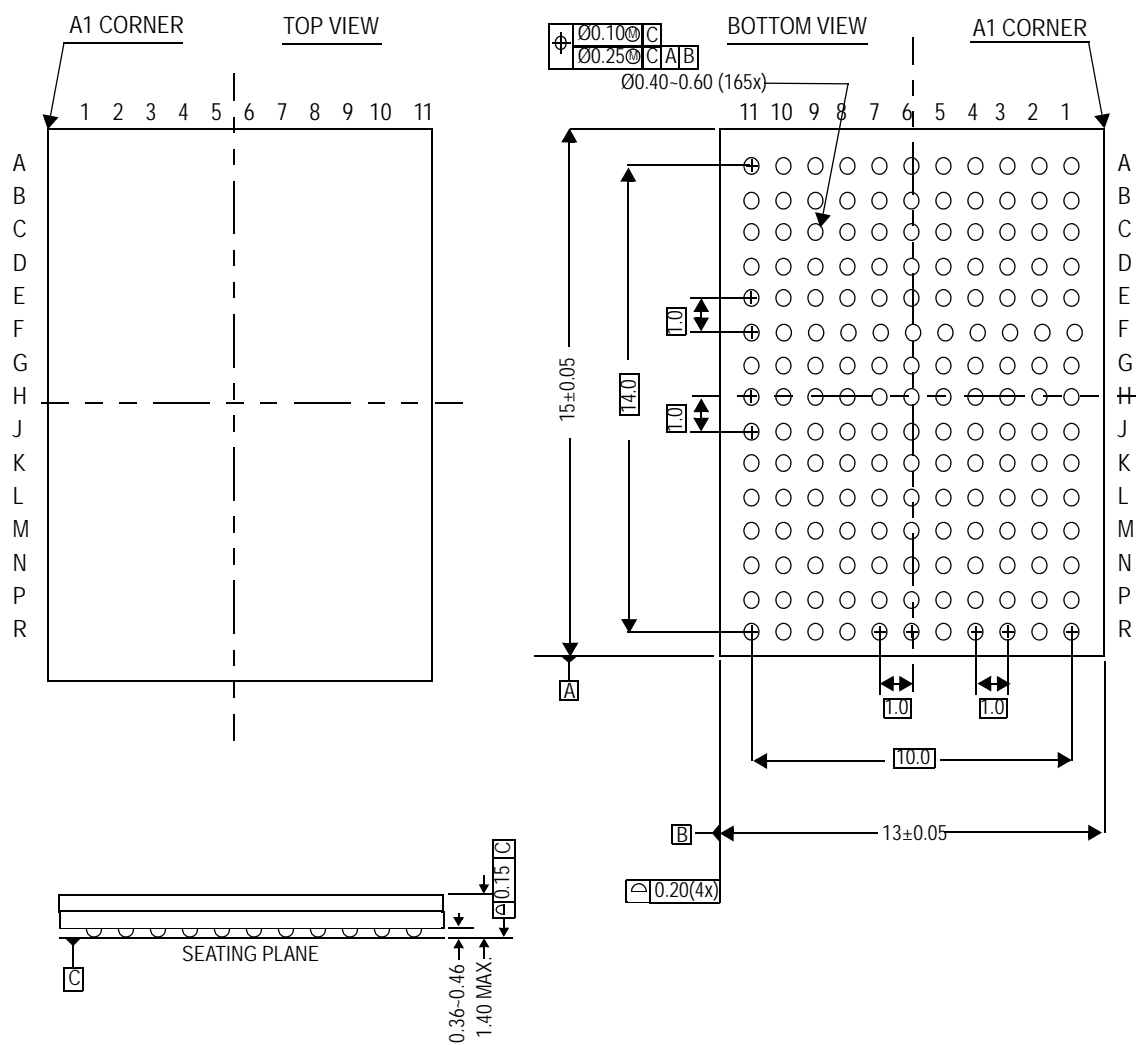 A1 CORNER
TOP VIEW
1 2 3 4 5 6 7 8 9 10 11
A
B
C
D
E
F
G
H
J
K
L
M
N
P
R
Ø0.10Ⓜ C
Ø0.25Ⓜ C A B
BOTTOM VIEW
A1 CORNER
Ø0.40~0.60 (165x)
11 10 9 8 7 6 5 4 3 2 1
A
B
C
D
E
F
G
H
J
K
L
M
N
P
R
1.0
1.0
14.0
15±0.05
A
1.0
1.0
10.0
B
13±0.05
0.20(4x)
0.15 C
SEATING PLANE
C
0.36~0.46
1.40 MAX.